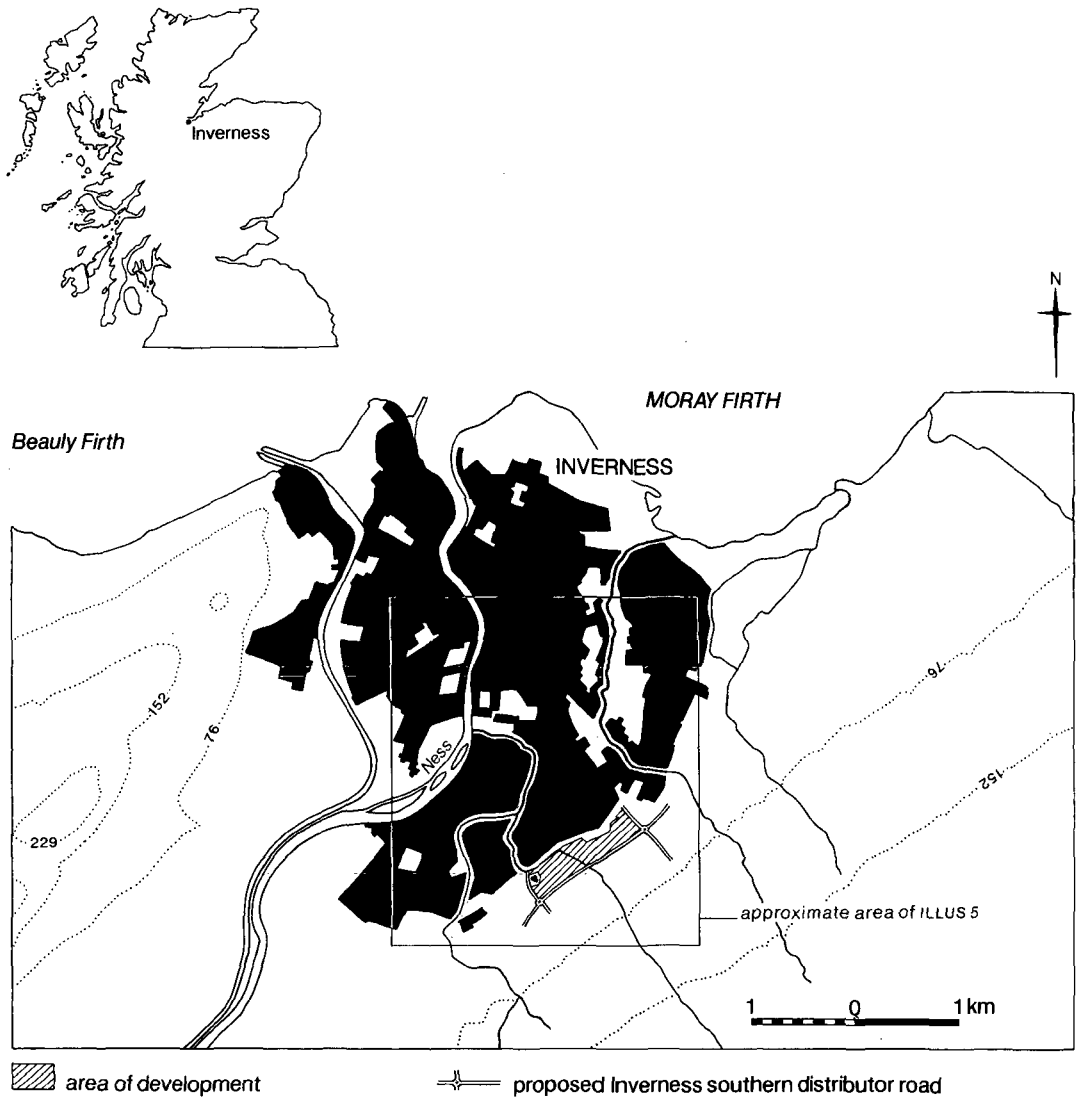 Inverness
N
MORAY FIRTH
Beauly Firth
INVERNESS
76
152
152
76
Ness
229
approximate area of ILLUS 5
1 0 1 km
area of development
proposed Inverness southern distributor road